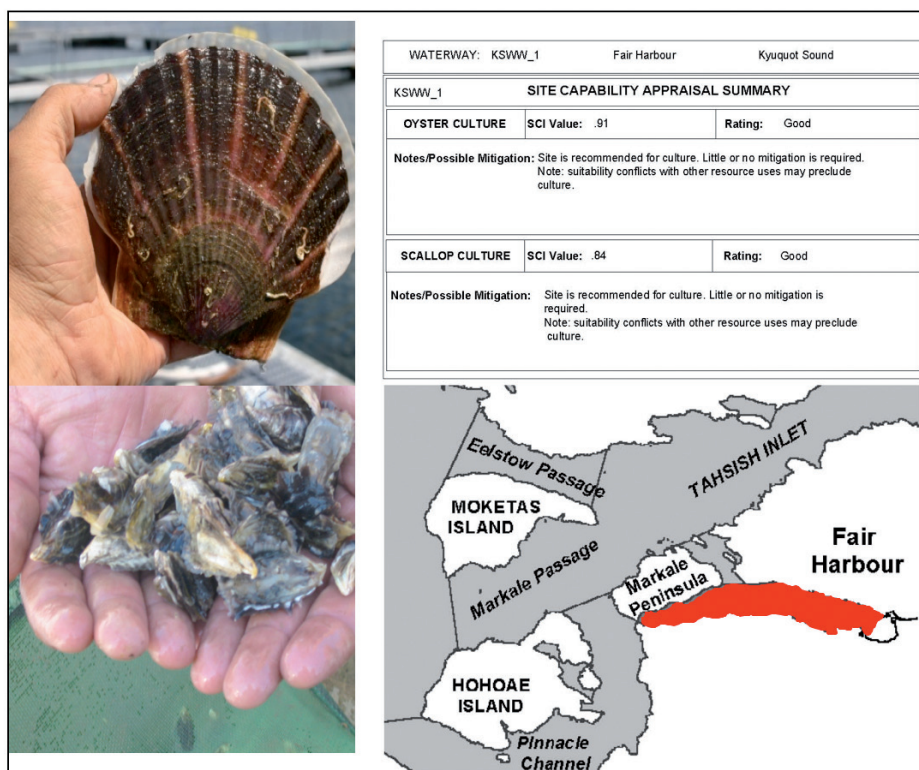 WATERWAY: KSWW_1 Fair Harbour Kyuquot Sound
KSWW_1 SITE CAPABILITY APPRAISAL SUMMARY
OYSTER CULTURE SCI Value: .91 Rating: Good
Notes/Possible Mitigation: Site is recommended for culture. Little or no mitigation is required.
Note: suitability conflicts with other resource uses may preclude
culture.
SCALLOP CULTURE SCI Value: .84 Rating: Good
Notes/Possible Mitigation: Site is recommended for culture. Little or no mitigation is
required.
Note: suitability conflicts with other resource uses may preclude
culture.
Eelstow Passage
TAHSISH INLET
MOKETAS
ISLAND
Markale Passage
Markale
Peninsula
Fair
Harbour
HOHOAE
ISLAND
Pinnacle
Channel